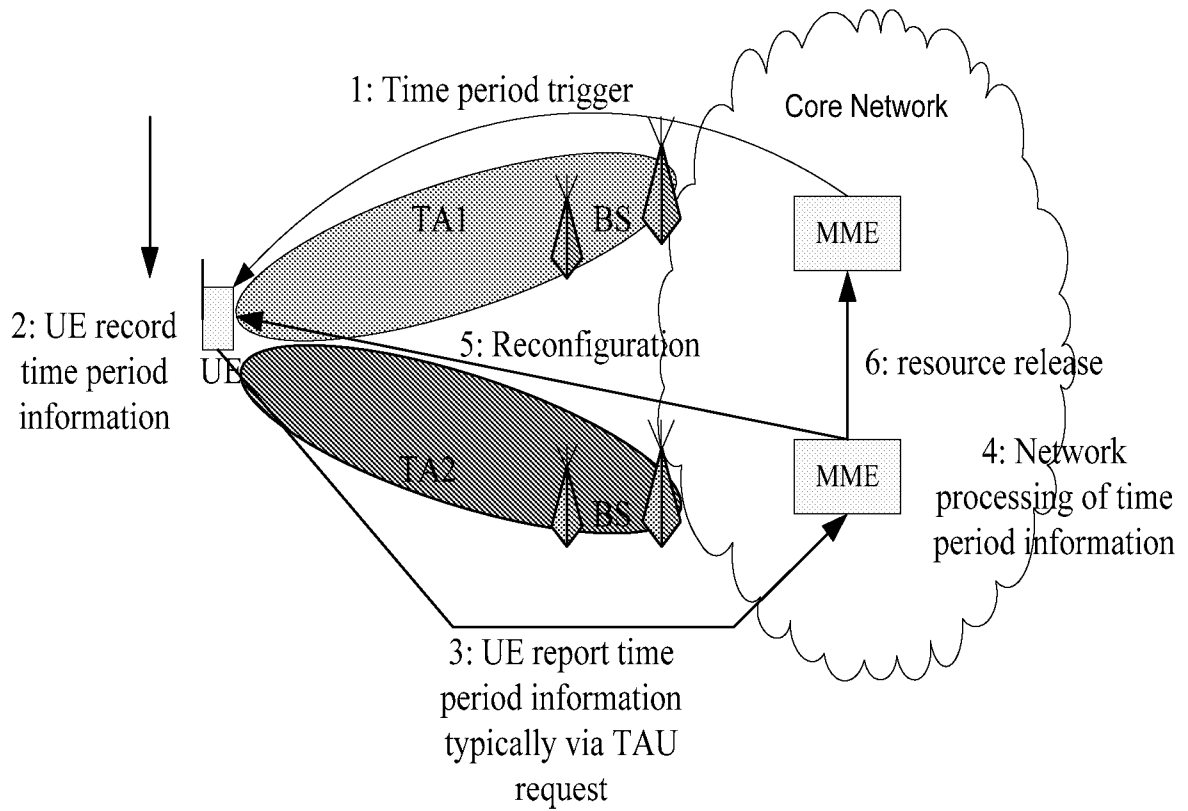 1: Time period trigger
Core Network
TA1
BS
MME
2: UE record
time period
information
UE
5: Reconfiguration
6: resource release
TA2
BS
MME
4: Network
processing of time
period information
3: UE report time
period information
typically via TAU
request